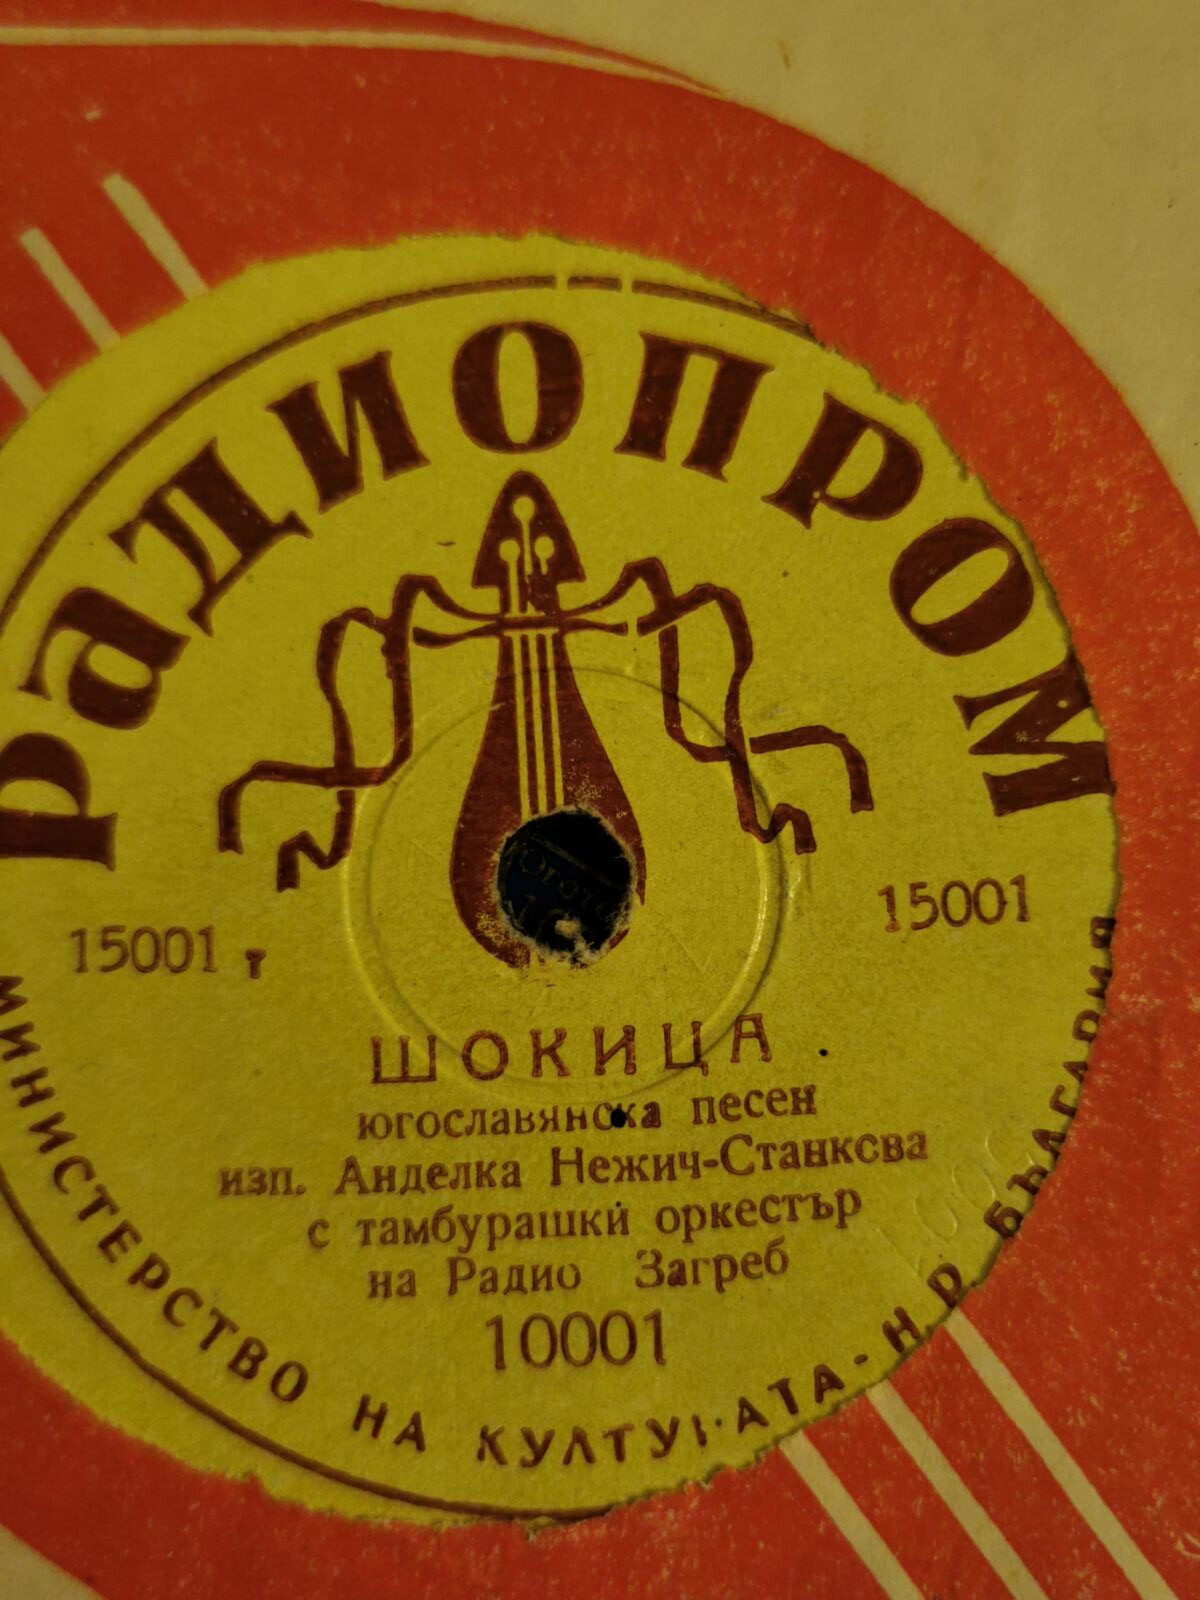 РАДИОПРОМ
15001 т
15001
ШОКИЦА
югославянска песен
изп. Анделка Нежич-Станксва
с тамбурашки оркестър
на Радио Загреб
10001
МИНИСТЕРСТВО НА КУЛТУРАТА - Н.Р. БЪЛГАРИЯ